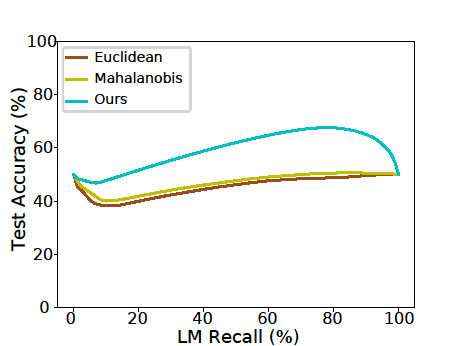 100
80
60
40
20
0
Test Accuracy (%)
Euclidean
Mahalanobis
Ours
0 20 40 60 80 100
LM Recall (%)